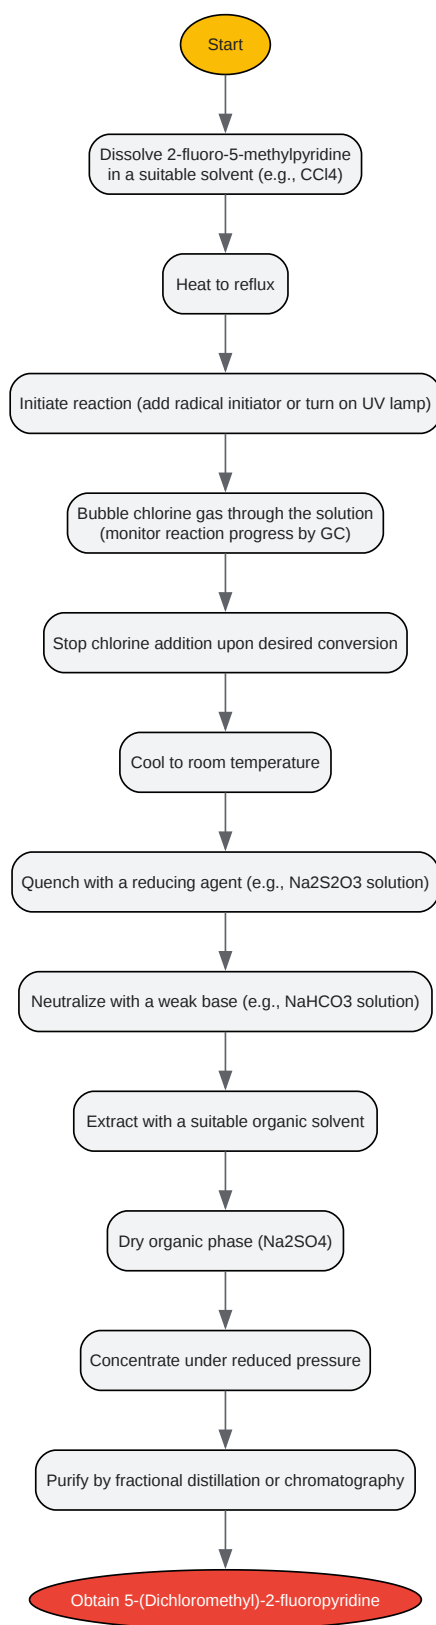 Start
Dissolve 2-fluoro-5-methylpyridine
in a suitable solvent (e.g., CCl4)
Heat to reflux
Initiate reaction (add radical initiator or turn on UV lamp)
Bubble chlorine gas through the solution
(monitor reaction progress by GC)
Stop chlorine addition upon desired conversion
Cool to room temperature
Quench with a reducing agent (e.g., Na2S2O3 solution)
Neutralize with a weak base (e.g., NaHCO3 solution)
Extract with a suitable organic solvent
Dry organic phase (Na2SO4)
Concentrate under reduced pressure
Purify by fractional distillation or chromatography
Obtain 5-(Dichloromethyl)-2-fluoropyridine